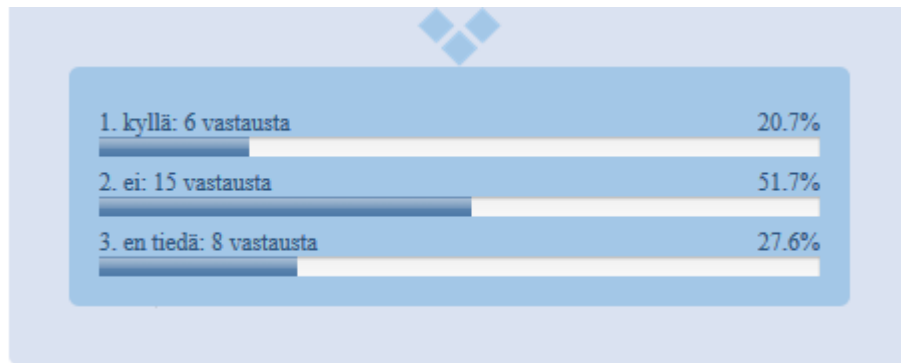 1. kyllä: 6 vastausta 20.7%
2. ei: 15 vastausta 51.7%
3. en tiedä: 8 vastausta 27.6%